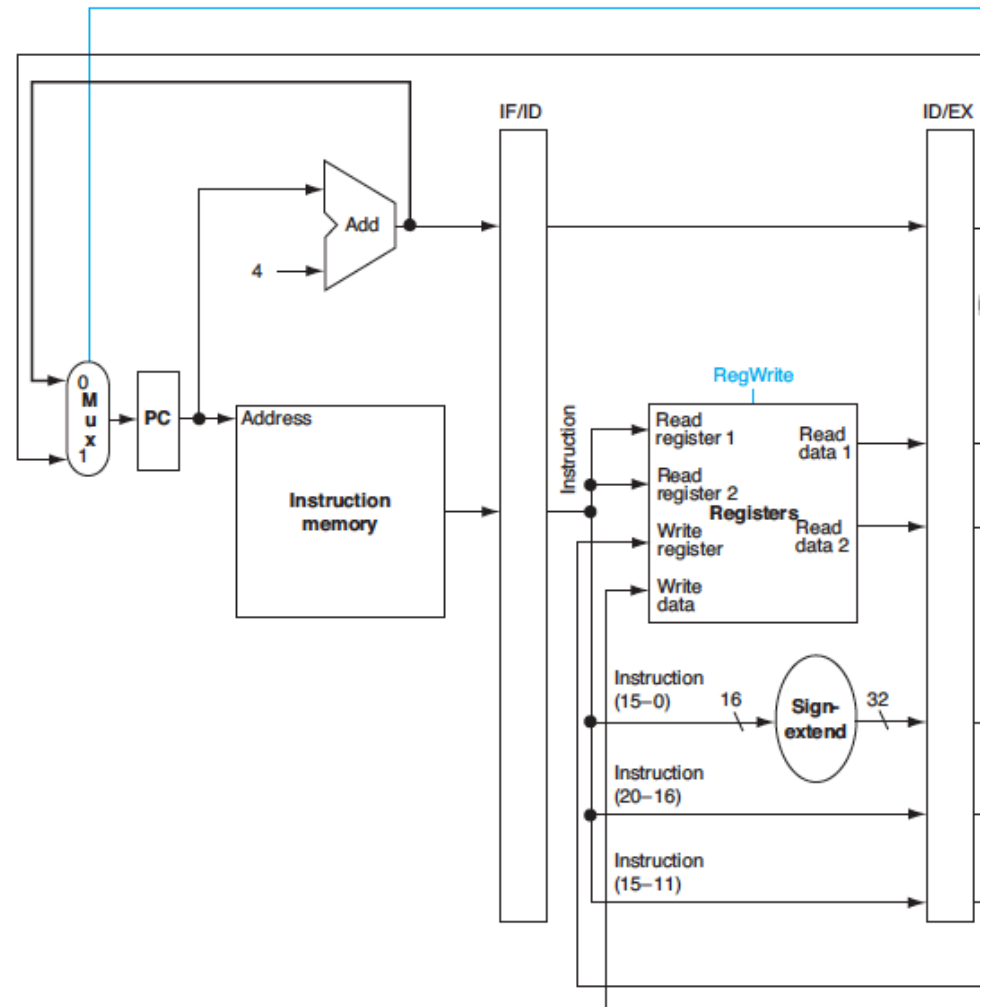 IF/ID
ID/EX
Add
4
RegWrite
0
M
u
x
1
PC
Address
Instruction
memory
Instruction
Read
register 1
Read
data 1
Read
register 2
Registers
Read
data 2
Write
register
Write
data
Instruction
(15–0)
16
Sign-
extend
32
Instruction
(20–16)
Instruction
(15–11)